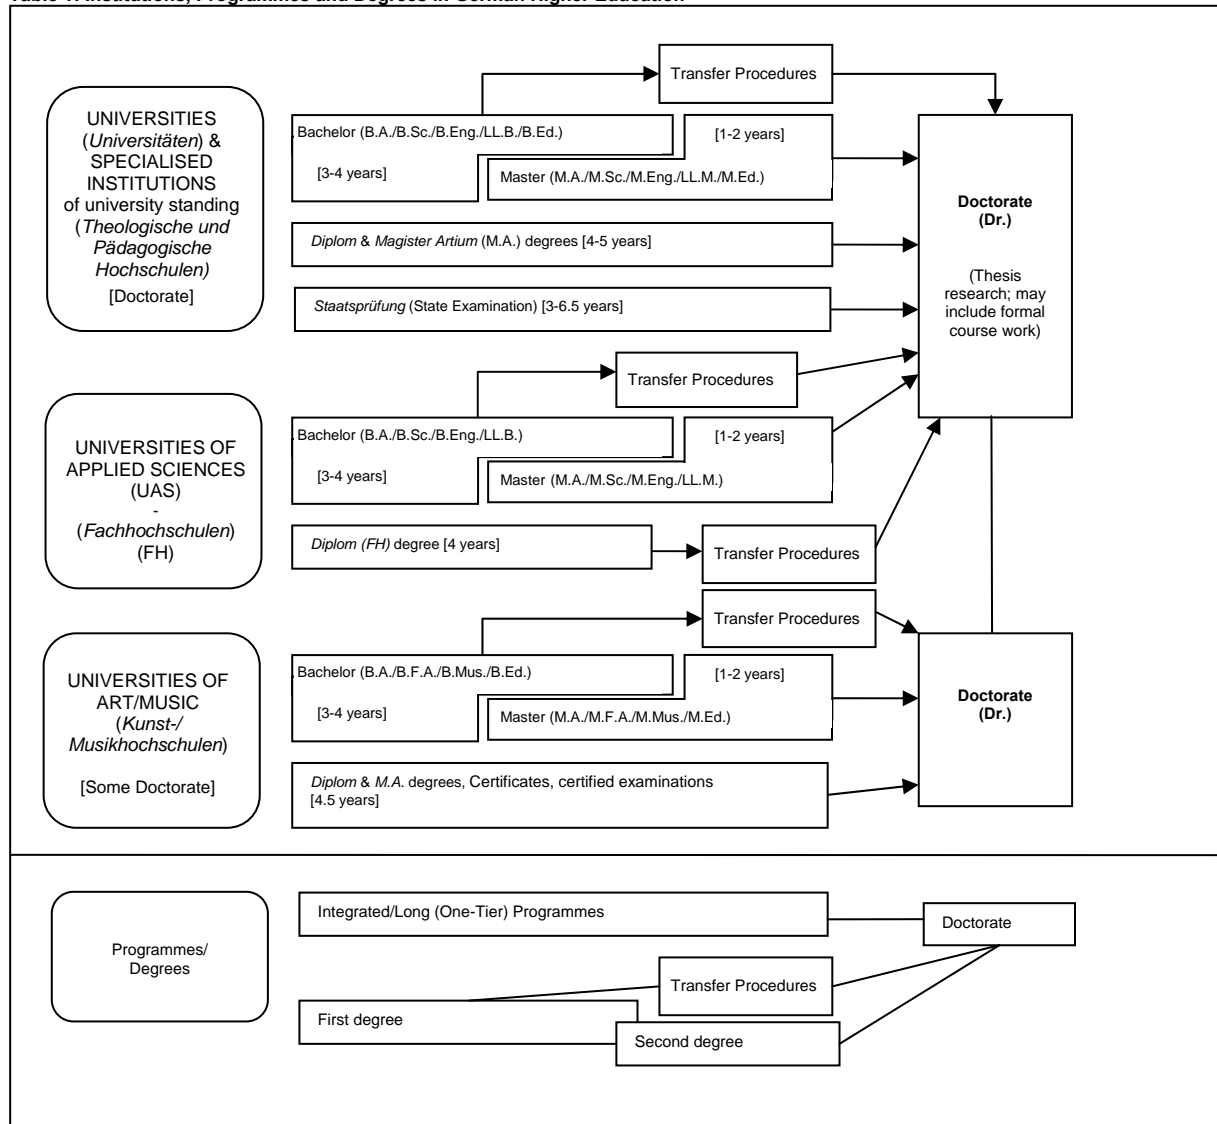 Table 1: Institutions, Programmes and Degrees in German Higher Education
Transfer Procedures
UNIVERSITIES
(Universitäten) &
SPECIALISED
INSTITUTIONS
of university standing
(Theologische und
Pädagogische
Hochschulen)
[Doctorate]
Bachelor (B.A./B.Sc./B.Eng./LL.B./B.Ed.)
[3-4 years]
[1-2 years]
Master (M.A./M.Sc./M.Eng./LL.M./M.Ed.)
Diplom & Magister Artium (M.A.) degrees [4-5 years]
Staatsprüfung (State Examination) [3-6.5 years]
Doctorate
(Dr.)
(Thesis
research; may
include formal
course work)
Transfer Procedures
UNIVERSITIES OF
APPLIED SCIENCES
(UAS)
-
(Fachhochschulen)
(FH)
Bachelor (B.A./B.Sc./B.Eng./LL.B.)
[3-4 years]
[1-2 years]
Master (M.A./M.Sc./M.Eng./LL.M.)
Diplom (FH) degree [4 years]
Transfer Procedures
Transfer Procedures
UNIVERSITIES OF
ART/MUSIC
(Kunst-/
Musikhochschulen)
[Some Doctorate]
Bachelor (B.A./B.F.A./B.Mus./B.Ed.)
[3-4 years]
[1-2 years]
Master (M.A./M.F.A./M.Mus./M.Ed.)
Diplom & M.A. degrees, Certificates, certified examinations
[4.5 years]
Doctorate
(Dr.)
Programmes/
Degrees
Integrated/Long (One-Tier) Programmes
Doctorate
Transfer Procedures
First degree
Second degree